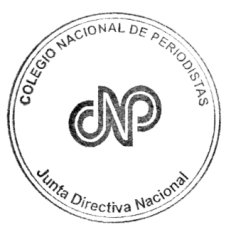 COLEGIO NACIONAL DE PERIODISTAS
CNP
Junta Directiva Nacional